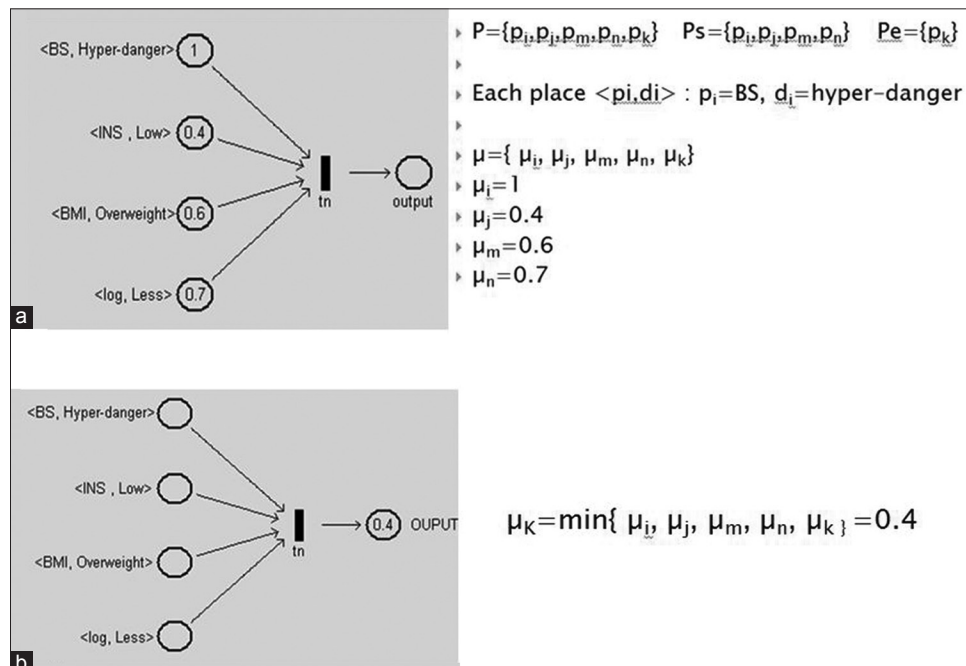 <BS, Hyper-danger> 1
<INS , Low> 0.4
<BMI, Overweight> 0.6
<log, Less> 0.7
tn
output
a
P={pᵢ,pⱼ,pₘ,pₙ,pₖ} Ps={pᵢ,pⱼ,pₘ,pₙ} Pe={pₖ}
Each place <pi,di> : pᵢ=BS, dᵢ=hyper-danger
μ={ μᵢ, μⱼ, μₘ, μₙ, μₖ}
μᵢ=1
μⱼ=0.4
μₘ=0.6
μₙ=0.7
<BS, Hyper-danger>
<INS , Low>
<BMI, Overweight>
<log, Less>
tn
0.4 OUPUT
b
μK=min{ μᵢ, μⱼ, μₘ, μₙ, μₖ } =0.4